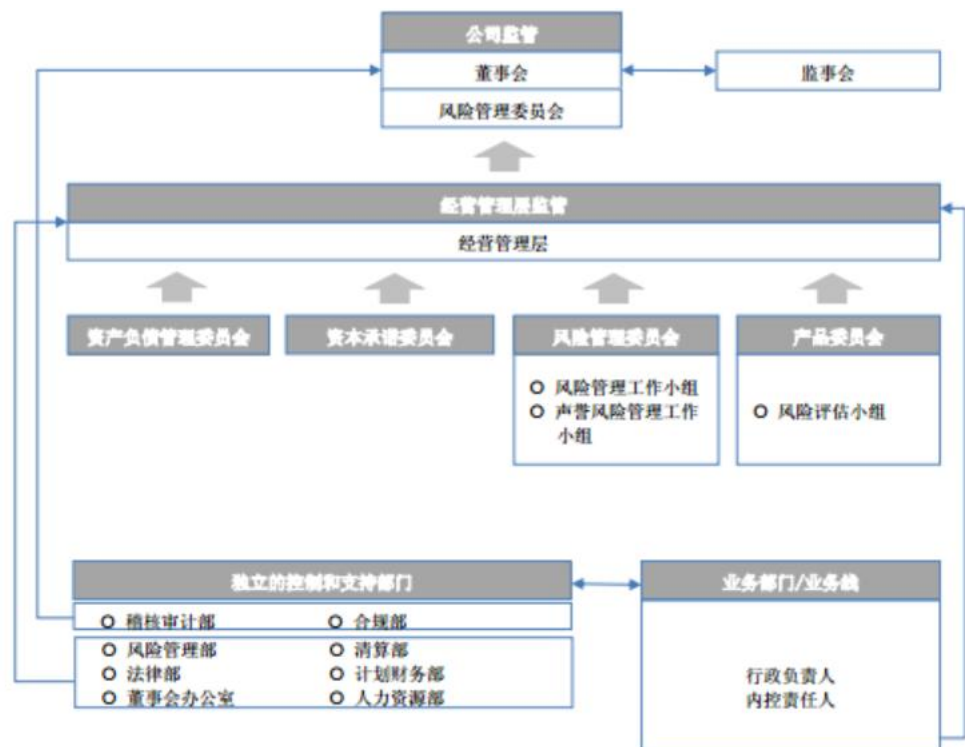 公司监管
董事会
监事会
风险管理委员会
经营管理层监管
经营管理层
资产负债管理委员会
资本承诺委员会
风险管理委员会
产品委员会
O 风险管理工作小组
O 声誉风险管理工作
小组
O 风险评估小组
独立的控制和支持部门
业务部门/业务线
O 稽核审计部
O 合规部
O 风险管理部
O 清算部
O 法律部
O 计划财务部
O 董事会办公室
O 人力资源部
行政负责人
内控责任人